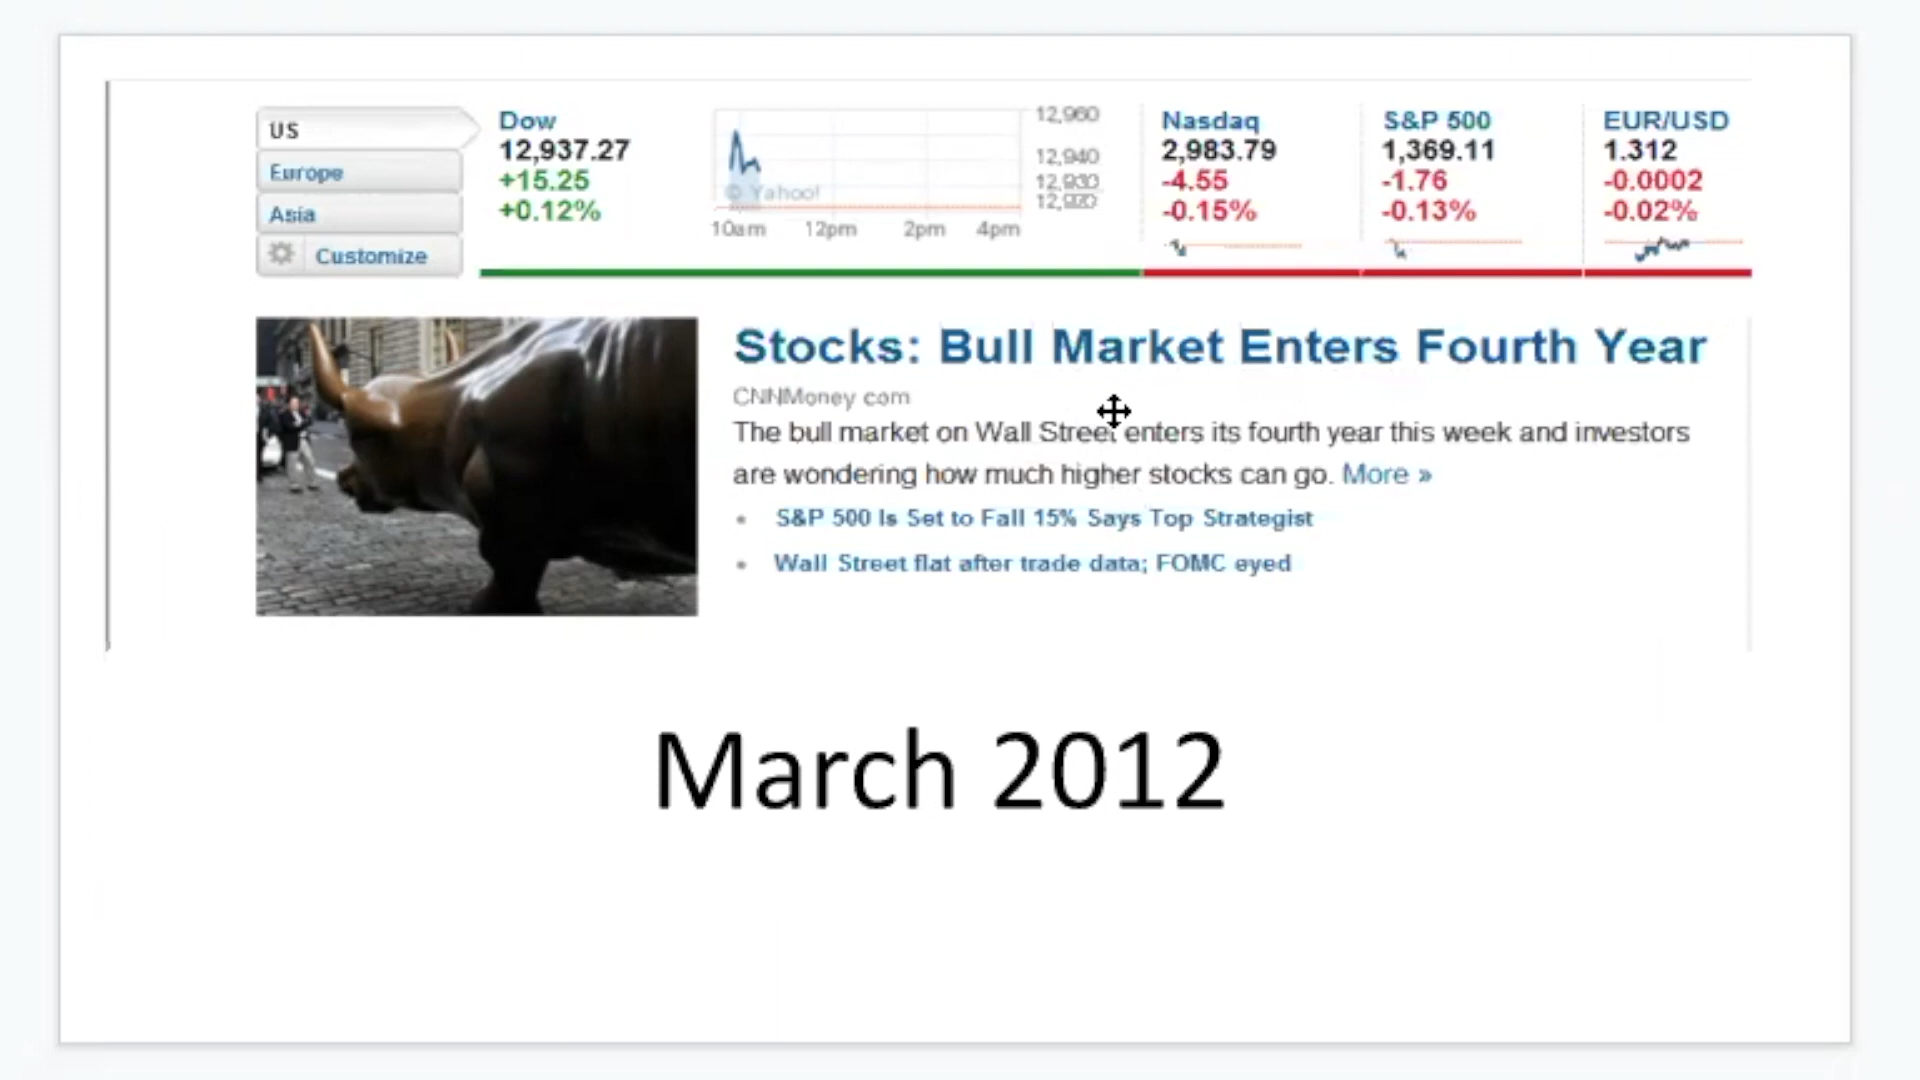 US
Europe
Asia
Customize
Dow
12,937.27
+15.25
+0.12%
12,960
12,940
© Yahoo!
10am 12pm 2pm 4pm
Nasdaq
2,983.79
-4.55
-0.15%
S&P 500
1,369.11
-1.76
-0.13%
EUR/USD
1.312
-0.0002
-0.02%
Stocks: Bull Market Enters Fourth Year
CNNMoney com
The bull market on Wall Street enters its fourth year this week and investors
are wondering how much higher stocks can go. More »
• S&P 500 Is Set to Fall 15% Says Top Strategist
• Wall Street flat after trade data; FOMC eyed
March 2012